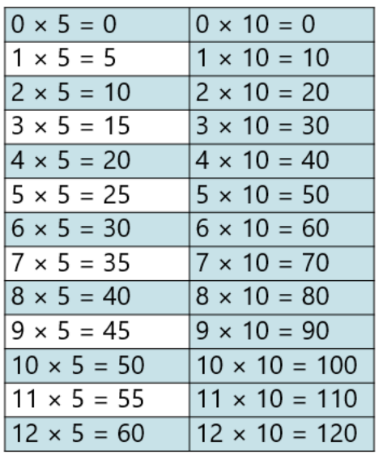 0 × 5 = 0 0 × 10 = 0
1 × 5 = 5 1 × 10 = 10
2 × 5 = 10 2 × 10 = 20
3 × 5 = 15 3 × 10 = 30
4 × 5 = 20 4 × 10 = 40
5 × 5 = 25 5 × 10 = 50
6 × 5 = 30 6 × 10 = 60
7 × 5 = 35 7 × 10 = 70
8 × 5 = 40 8 × 10 = 80
9 × 5 = 45 9 × 10 = 90
10 × 5 = 50 10 × 10 = 100
11 × 5 = 55 11 × 10 = 110
12 × 5 = 60 12 × 10 = 120